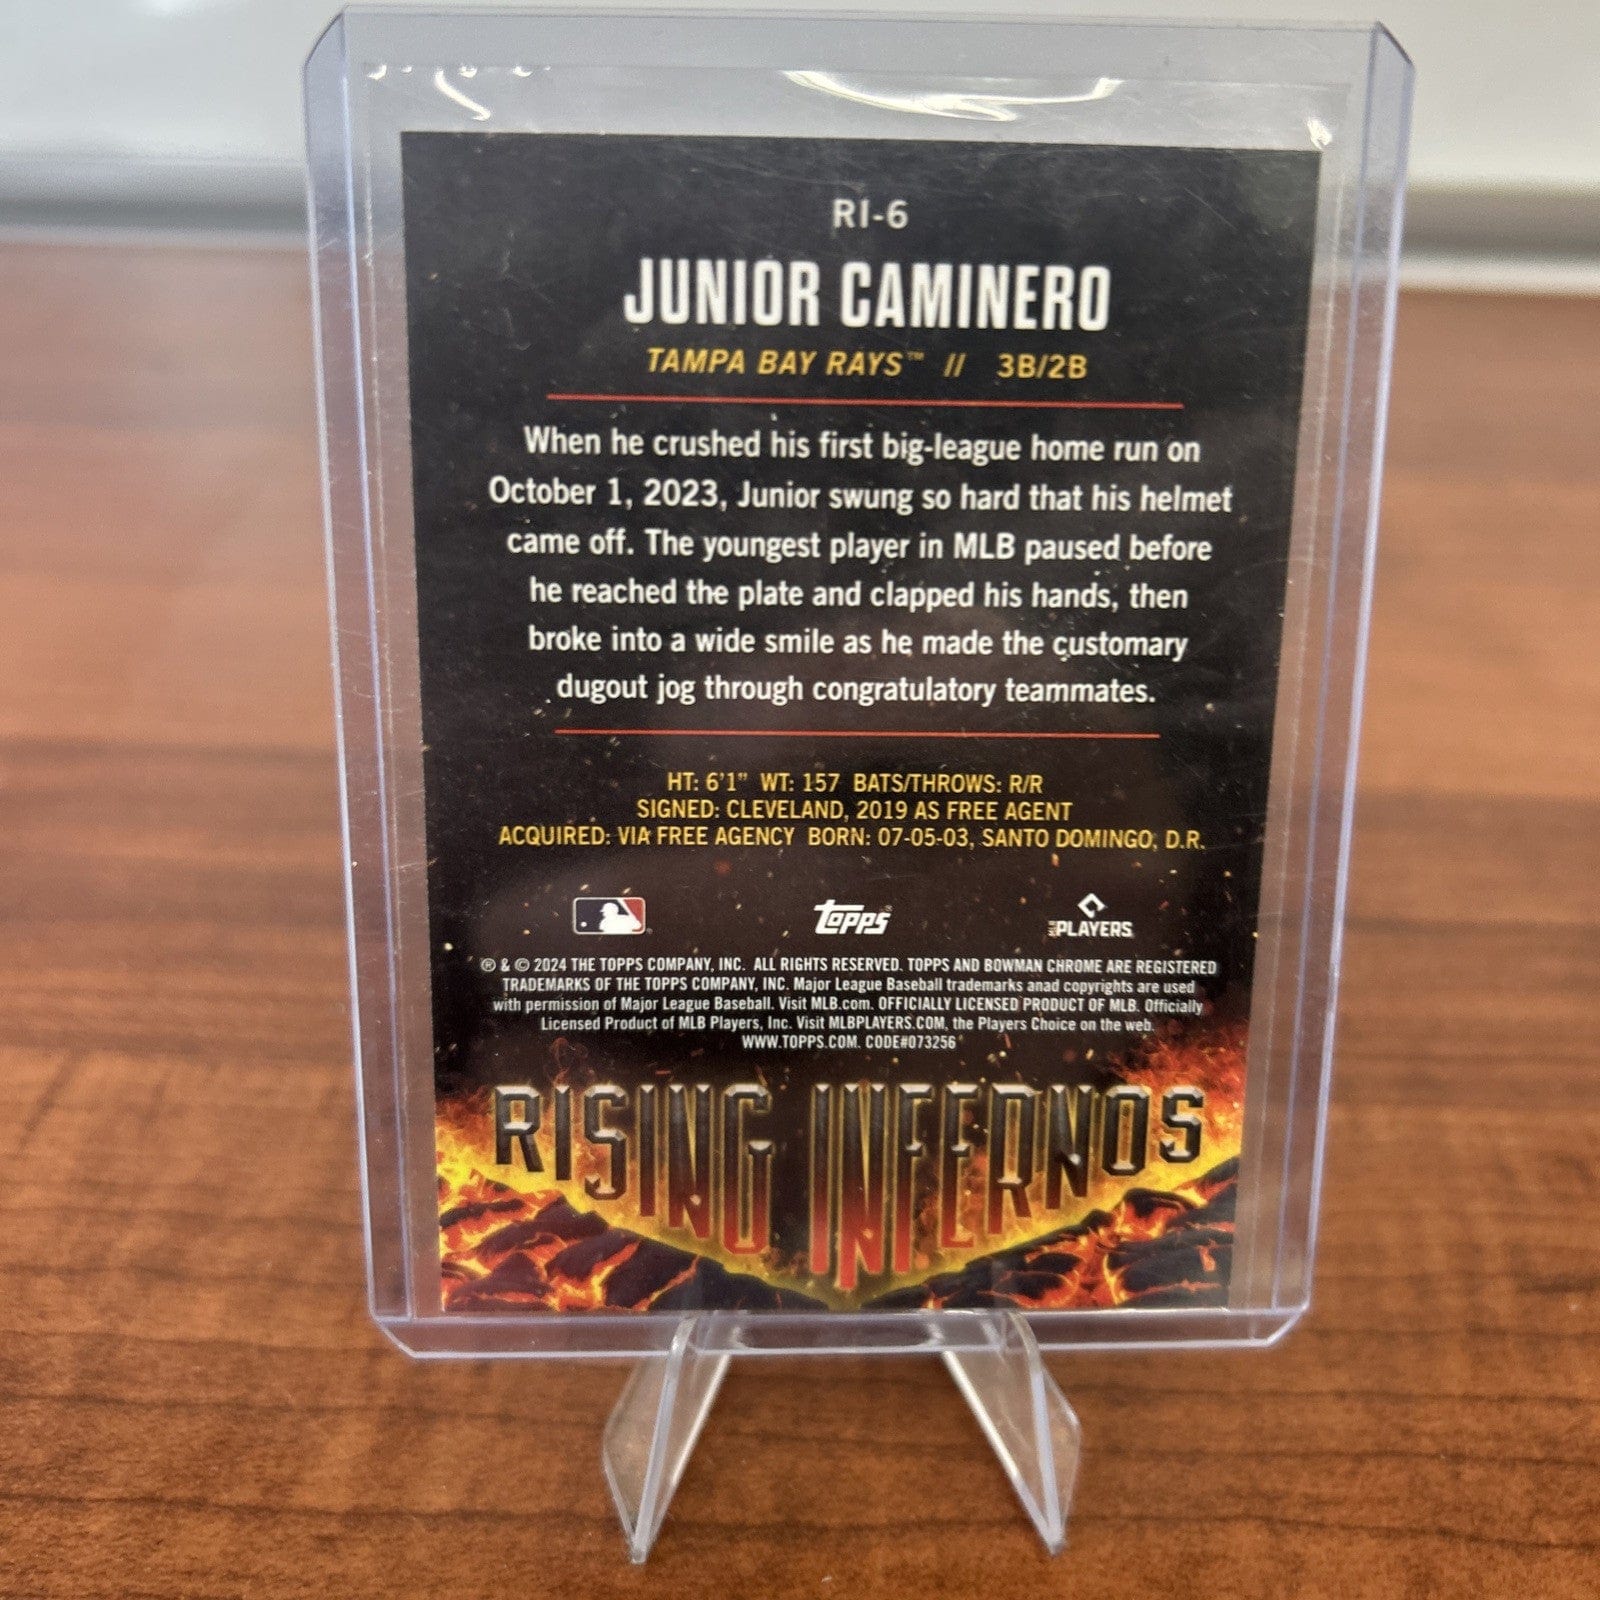 RI-6
JUNIOR CAMINERO
TAMPA BAY RAYS™ // 3B/2B
When he crushed his first big-league home run on
October 1, 2023, Junior swung so hard that his helmet
came off. The youngest player in MLB paused before
he reached the plate and clapped his hands, then
broke into a wide smile as he made the customary
dugout jog through congratulatory teammates.
HT: 6'1" WT: 157 BATS/THROWS: R/R
SIGNED: CLEVELAND, 2019 AS FREE AGENT
ACQUIRED: VIA FREE AGENCY BORN: 07-05-03, SANTO DOMINGO, D.R.
Topps PLAYERS
® & © 2024 THE TOPPS COMPANY, INC. ALL RIGHTS RESERVED. TOPPS AND BOWMAN CHROME ARE REGISTERED
TRADEMARKS OF THE TOPPS COMPANY, INC. Major League Baseball trademarks anad copyrights are used
with permission of Major League Baseball. Visit MLB.com. OFFICIALLY LICENSED PRODUCT OF MLB. Officially
Licensed Product of MLB Players, Inc. Visit MLBPLAYERS.COM, the Players Choice on the web.
WWW.TOPPS.COM. CODE#073256
RISING INFERNOS